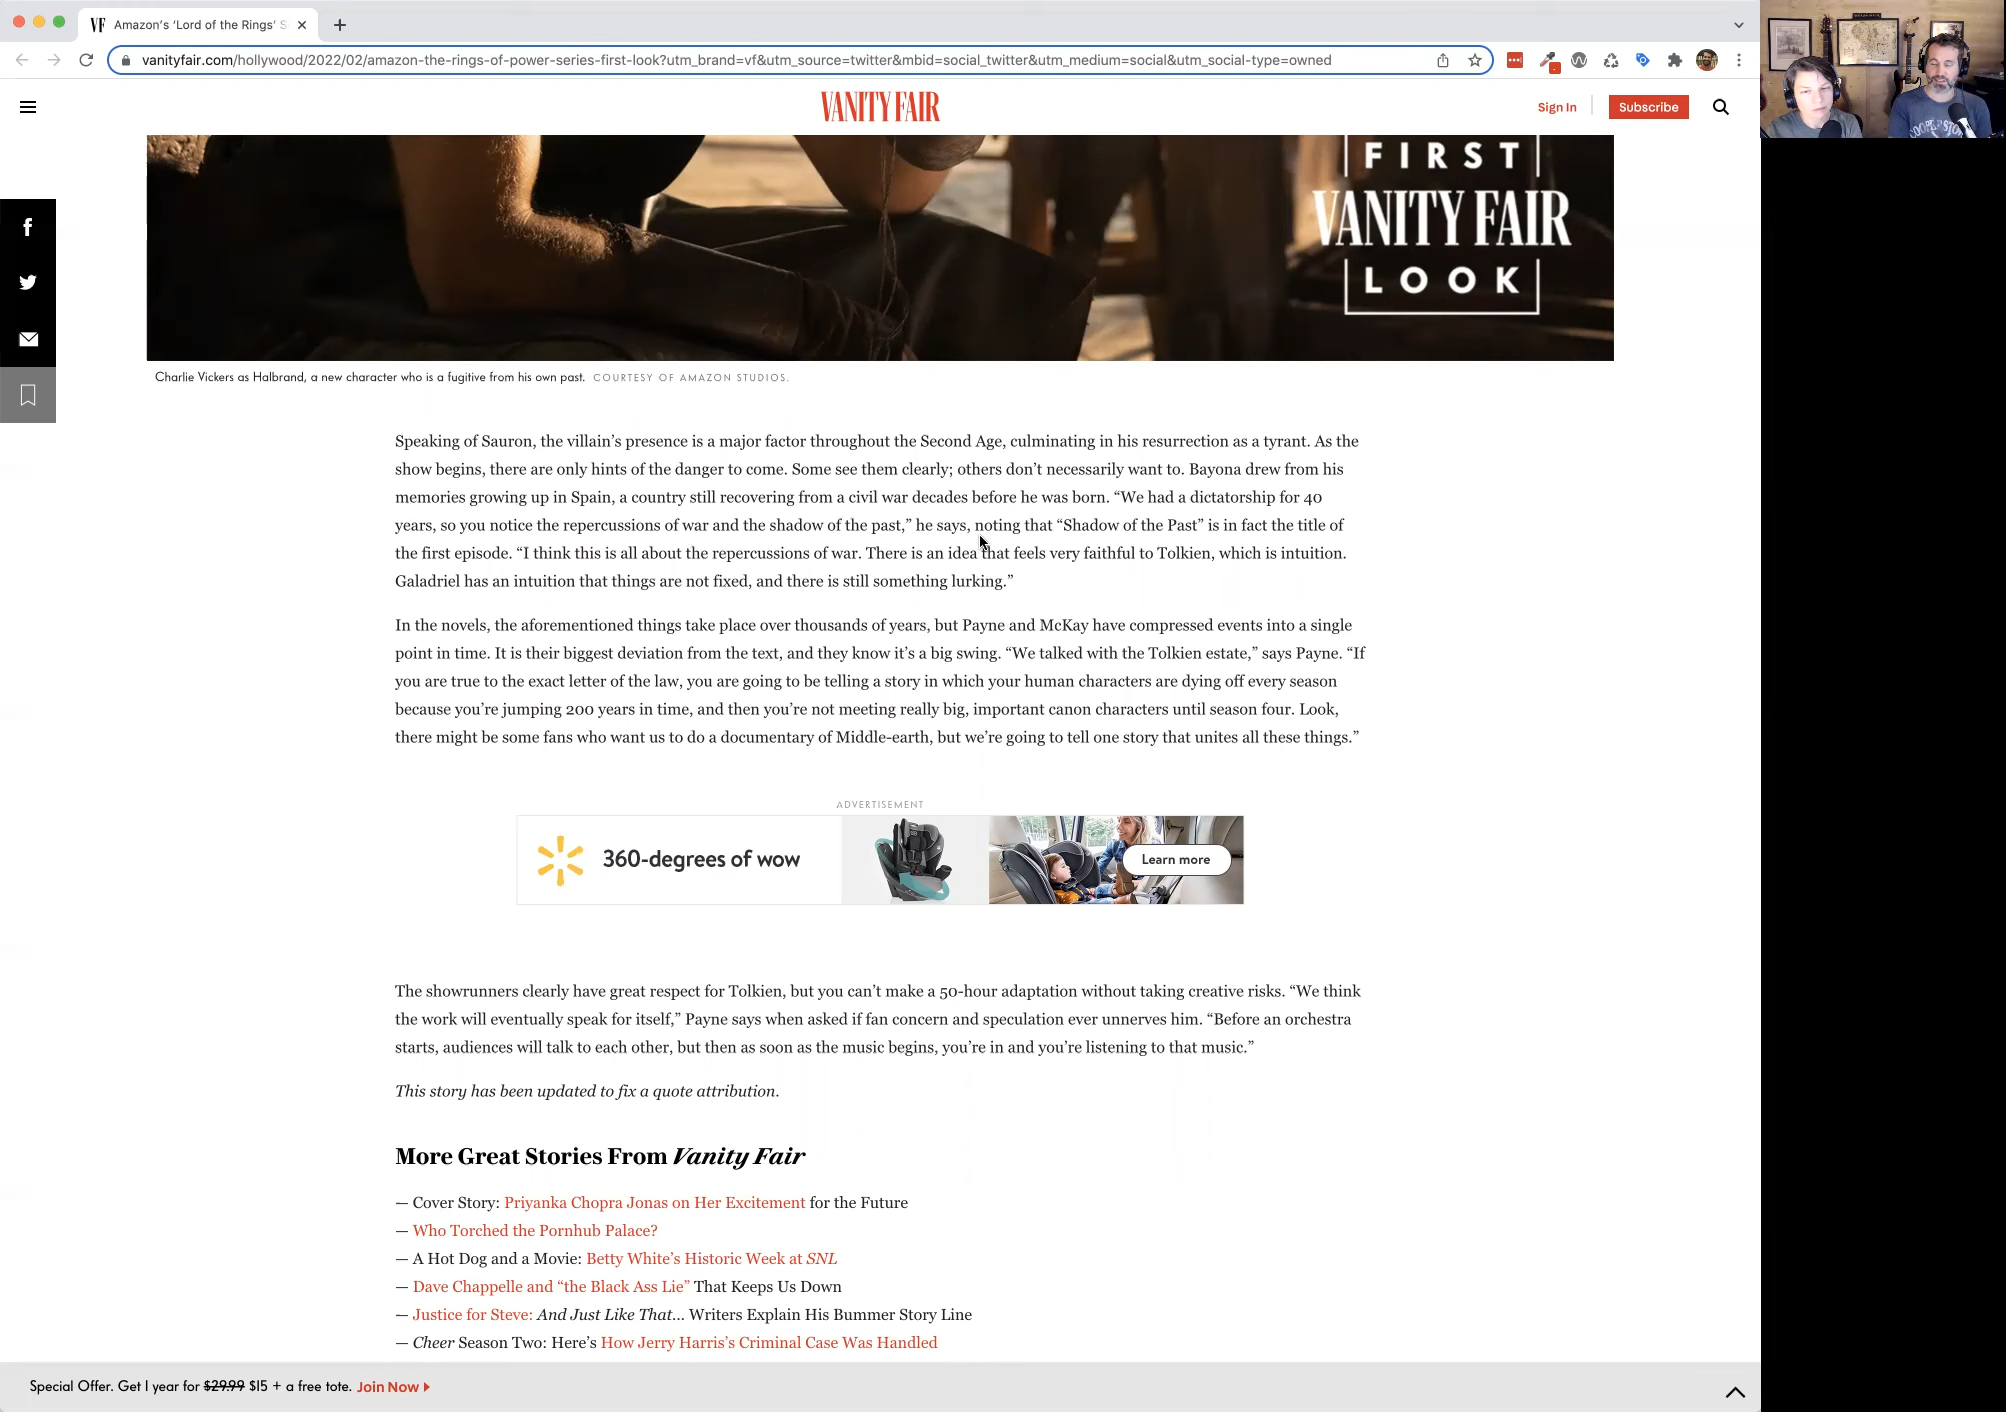 VF Amazon's 'Lord of the Rings' S
vanityfair.com/hollywood/2022/02/amazon-the-rings-of-power-series-first-look?utm_brand=vf&utm_source=twitter&mbid=social_twitter&utm_medium=social&utm_social-type=owned
VANITY FAIR
Sign In
Subscribe
FIRST
VANITY FAIR
LOOK
Charlie Vickers as Halbrand, a new character who is a fugitive from his own past. COURTESY OF AMAZON STUDIOS.
Speaking of Sauron, the villain's presence is a major factor throughout the Second Age, culminating in his resurrection as a tyrant. As the
show begins, there are only hints of the danger to come. Some see them clearly; others don't necessarily want to. Bayona drew from his
memories growing up in Spain, a country still recovering from a civil war decades before he was born. “We had a dictatorship for 40
years, so you notice the repercussions of war and the shadow of the past,” he says, noting that “Shadow of the Past” is in fact the title of
the first episode. “I think this is all about the repercussions of war. There is an idea that feels very faithful to Tolkien, which is intuition.
Galadriel has an intuition that things are not fixed, and there is still something lurking.”
In the novels, the aforementioned things take place over thousands of years, but Payne and McKay have compressed events into a single
point in time. It is their biggest deviation from the text, and they know it's a big swing. “We talked with the Tolkien estate,” says Payne. “If
you are true to the exact letter of the law, you are going to be telling a story in which your human characters are dying off every season
because you're jumping 200 years in time, and then you're not meeting really big, important canon characters until season four. Look,
there might be some fans who want us to do a documentary of Middle-earth, but we're going to tell one story that unites all these things.”
ADVERTISEMENT
360-degrees of wow
Learn more
The showrunners clearly have great respect for Tolkien, but you can't make a 50-hour adaptation without taking creative risks. “We think
the work will eventually speak for itself,” Payne says when asked if fan concern and speculation ever unnerves him. “Before an orchestra
starts, audiences will talk to each other, but then as soon as the music begins, you're in and you're listening to that music.”
This story has been updated to fix a quote attribution.
More Great Stories From Vanity Fair
— Cover Story: Priyanka Chopra Jonas on Her Excitement for the Future
— Who Torched the Pornhub Palace?
— A Hot Dog and a Movie: Betty White's Historic Week at SNL
— Dave Chappelle and “the Black Ass Lie” That Keeps Us Down
— Justice for Steve: And Just Like That... Writers Explain His Bummer Story Line
— Cheer Season Two: Here's How Jerry Harris's Criminal Case Was Handled
Special Offer. Get 1 year for $29.99 $15 + a free tote. Join Now